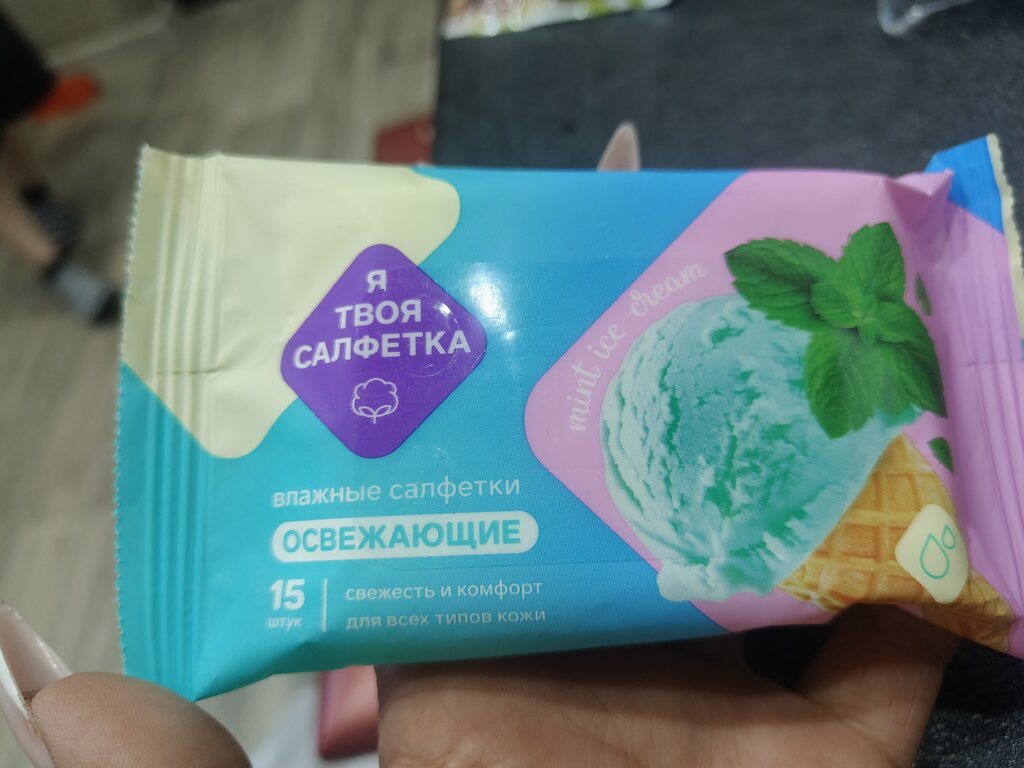 Я
ТВОЯ
САЛФЕТКА
mint ice cream
влажные салфетки
ОСВЕЖАЮЩИЕ
15
штук
свежесть и комфорт
для всех типов кожи